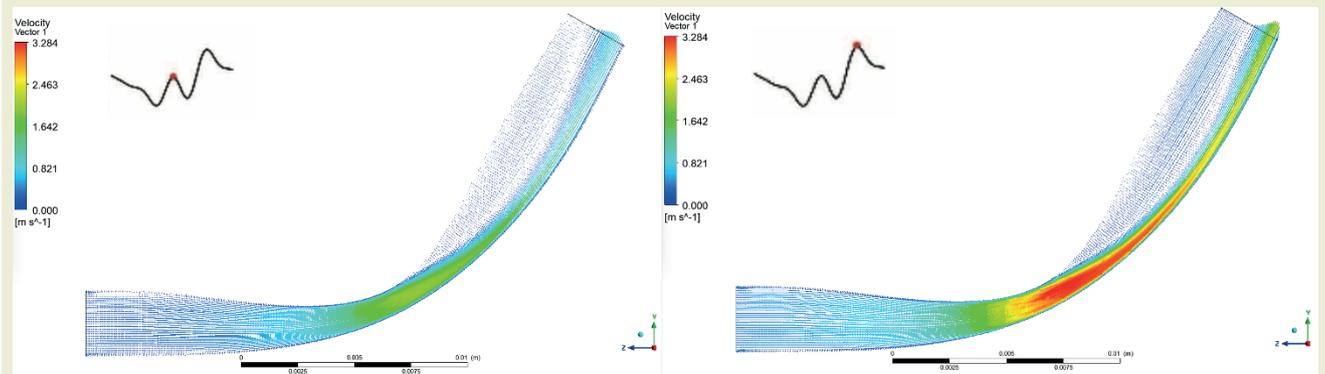 Velocity
Vector 1
3.284
2.463
1.642
0.821
0.000
[m s^-1]
0
0.005
0.01 (m)
0.0025
0.0075
Y
Z
Velocity
Vector 1
3.284
2.463
1.642
0.821
0.000
[m s^-1]
0
0.005
0.01 (m)
0.0025
0.0075
Y
Z